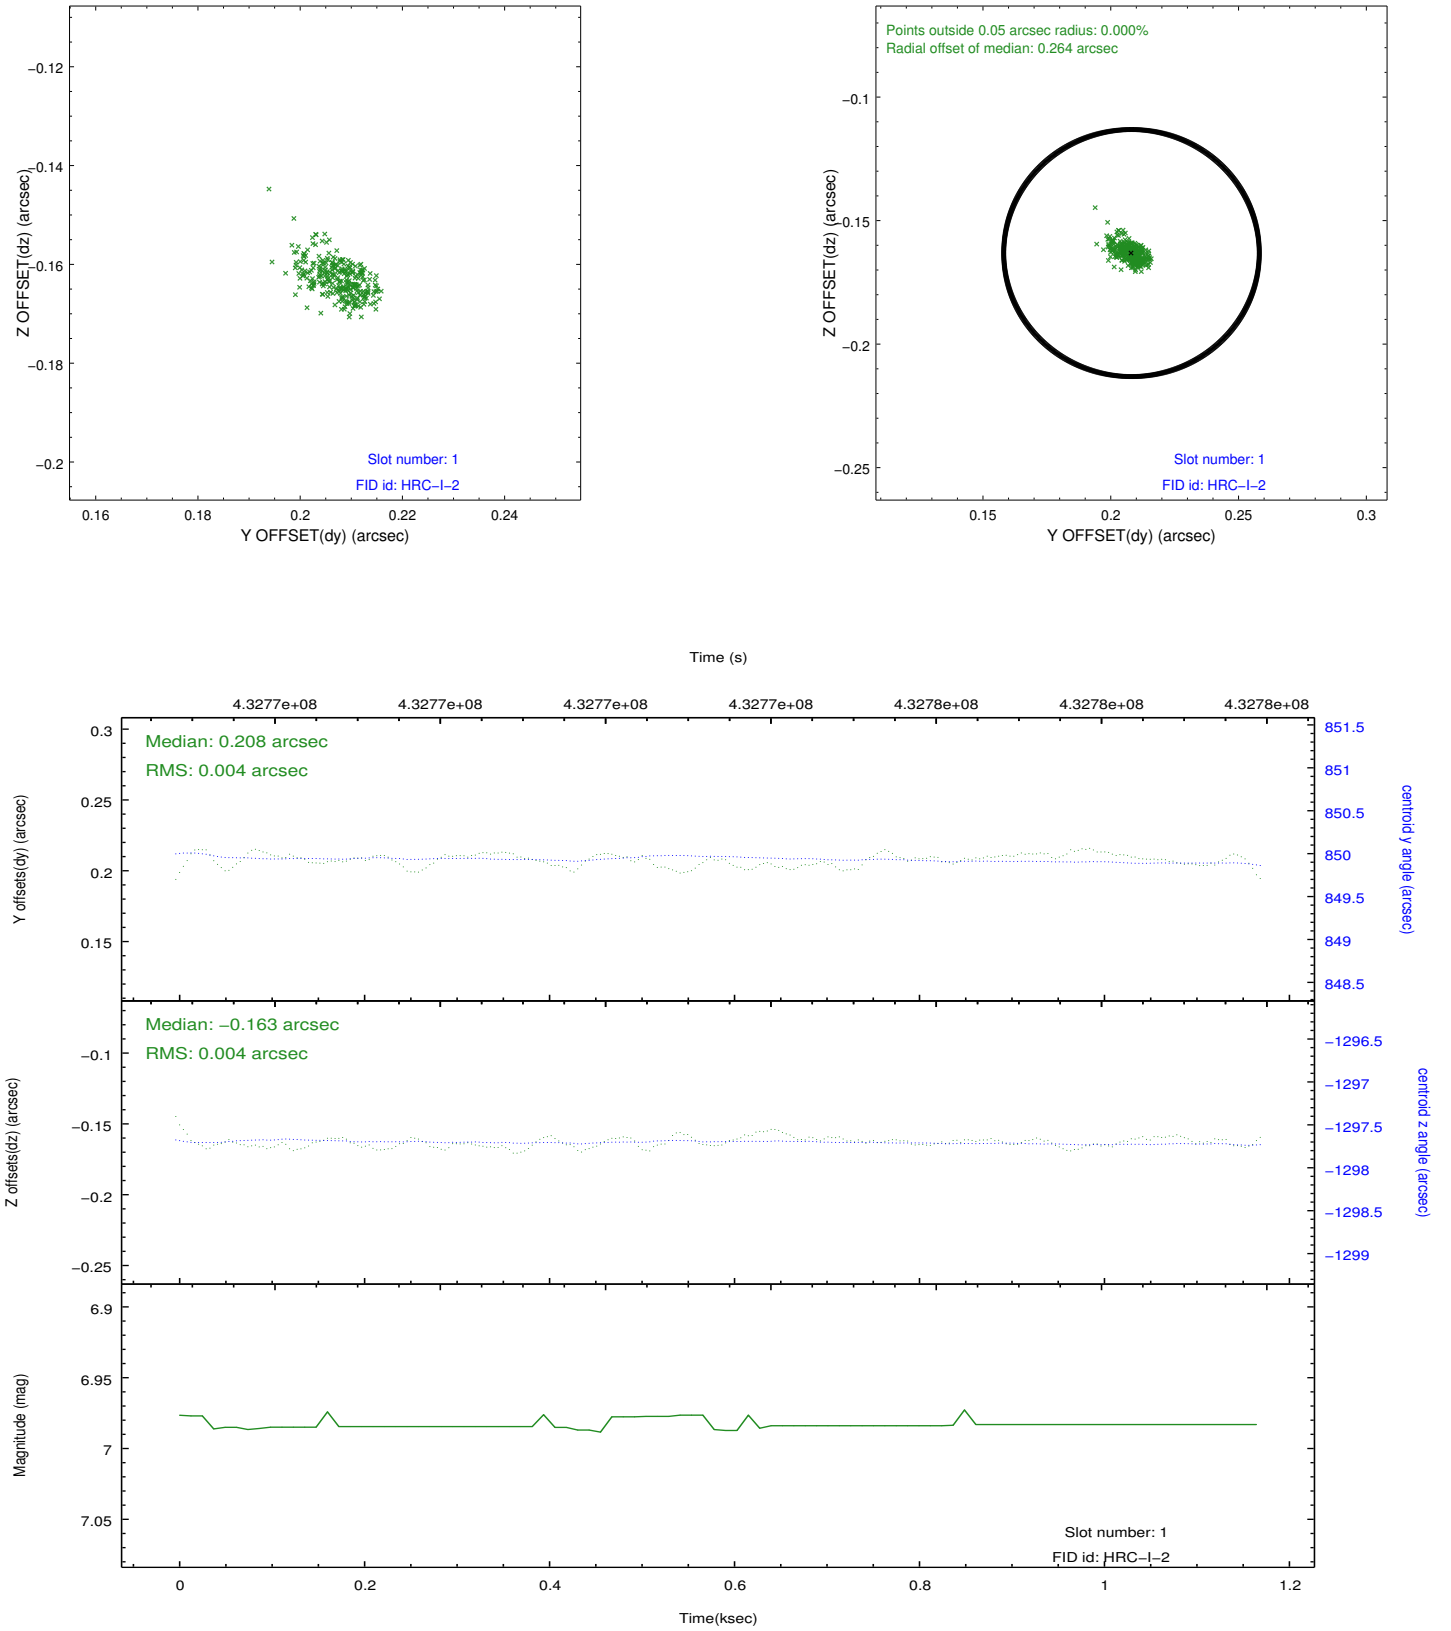 −0.12
−0.14
−0.16
−0.18
−0.2
Z OFFSET(dz) (arcsec)
Slot number: 1
FID id: HRC−I−2
0.16
0.18
0.2
0.22
0.24
Y OFFSET(dy) (arcsec)
Points outside 0.05 arcsec radius: 0.000%
Radial offset of median: 0.264 arcsec
−0.1
−0.15
−0.2
−0.25
Z OFFSET(dz) (arcsec)
Slot number: 1
FID id: HRC−I−2
0.15
0.2
0.25
0.3
Y OFFSET(dy) (arcsec)
Time (s)
4.3277e+08
4.3277e+08
4.3277e+08
4.3277e+08
4.3278e+08
4.3278e+08
4.3278e+08
Median: 0.208 arcsec
RMS: 0.004 arcsec
0.3
0.25
0.2
0.15
Y offsets(dy) (arcsec)
851.5
851
850.5
850
849.5
849
848.5
centroid y angle (arcsec)
Median: −0.163 arcsec
RMS: 0.004 arcsec
−0.1
−0.15
−0.2
−0.25
Z offsets(dz) (arcsec)
−1296.5
−1297
−1297.5
−1298
−1298.5
−1299
centroid z angle (arcsec)
6.9
6.95
7
7.05
Magnitude (mag)
Slot number: 1
FID id: HRC−I−2
0
0.2
0.4
0.6
0.8
1
1.2
Time(ksec)